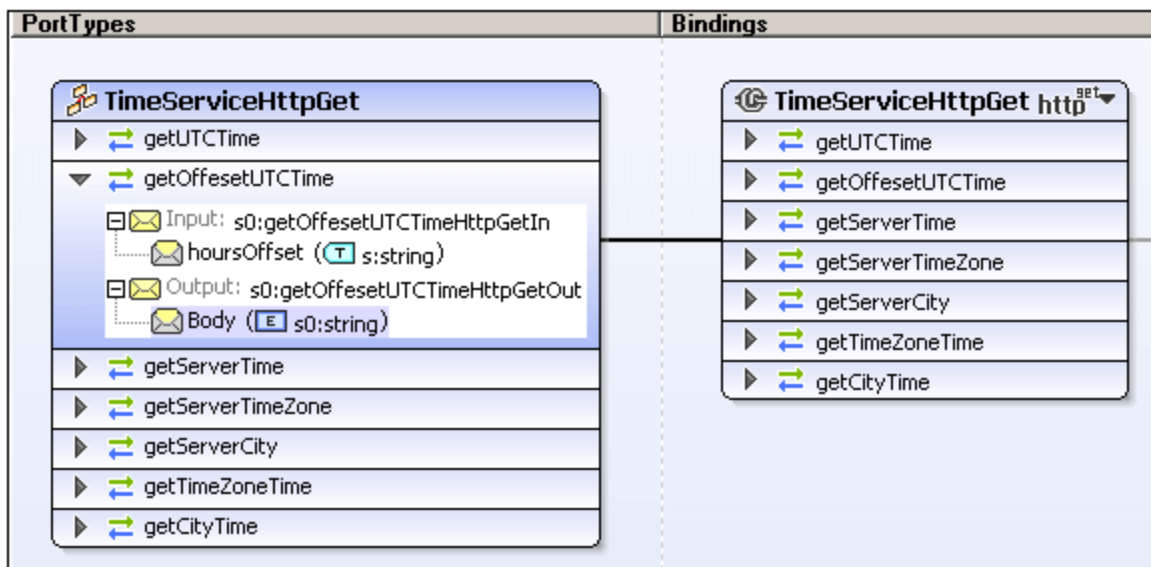 PortTypes
Bindings
TimeServiceHttpGet
getUTCTime
getOffesetUTCTime
Input: s0:getOffesetUTCTimeHttpGetIn
hoursOffset (T s:string)
Output: s0:getOffesetUTCTimeHttpGetOut
Body (E s0:string)
getServerTime
getServerTimeZone
getServerCity
getTimeZoneTime
getCityTime
TimeServiceHttpGet http get
getUTCTime
getOffesetUTCTime
getServerTime
getServerTimeZone
getServerCity
getTimeZoneTime
getCityTime